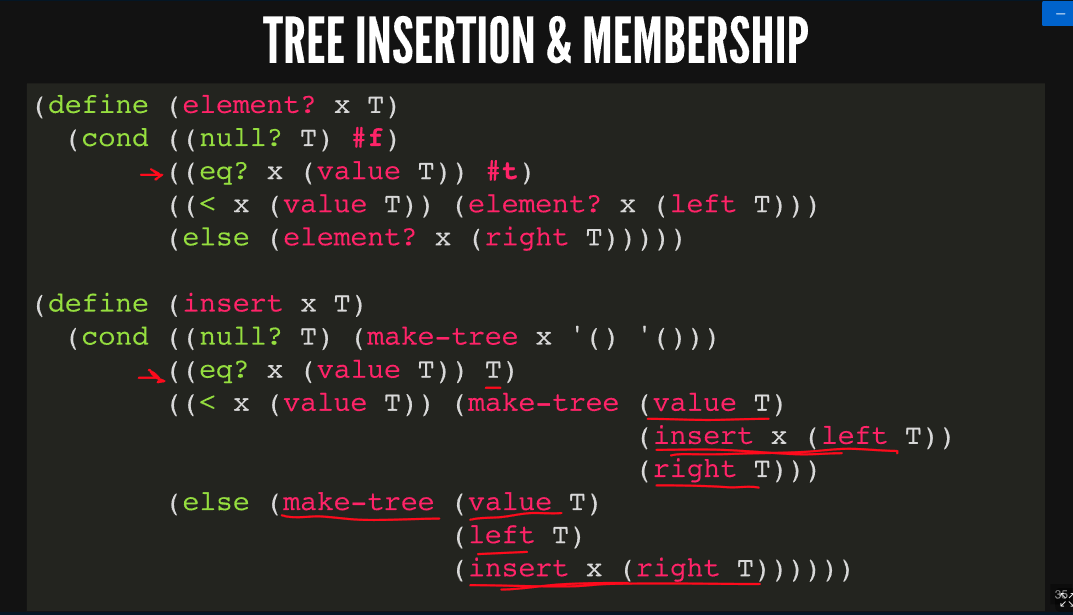 TREE INSERTION & MEMBERSHIP
(define (element? x T)
(cond ((null? T) #f)
((eq? x (value T)) #t)
((< x (value T)) (element? x (left T)))
(else (element? x (right T)))))
(define (insert x T)
(cond ((null? T) (make-tree x '() '()))
((eq? x (value T)) T)
((< x (value T)) (make-tree (value T)
(insert x (left T))
(right T)))
(else (make-tree (value T)
(left T)
(insert x (right T))))))